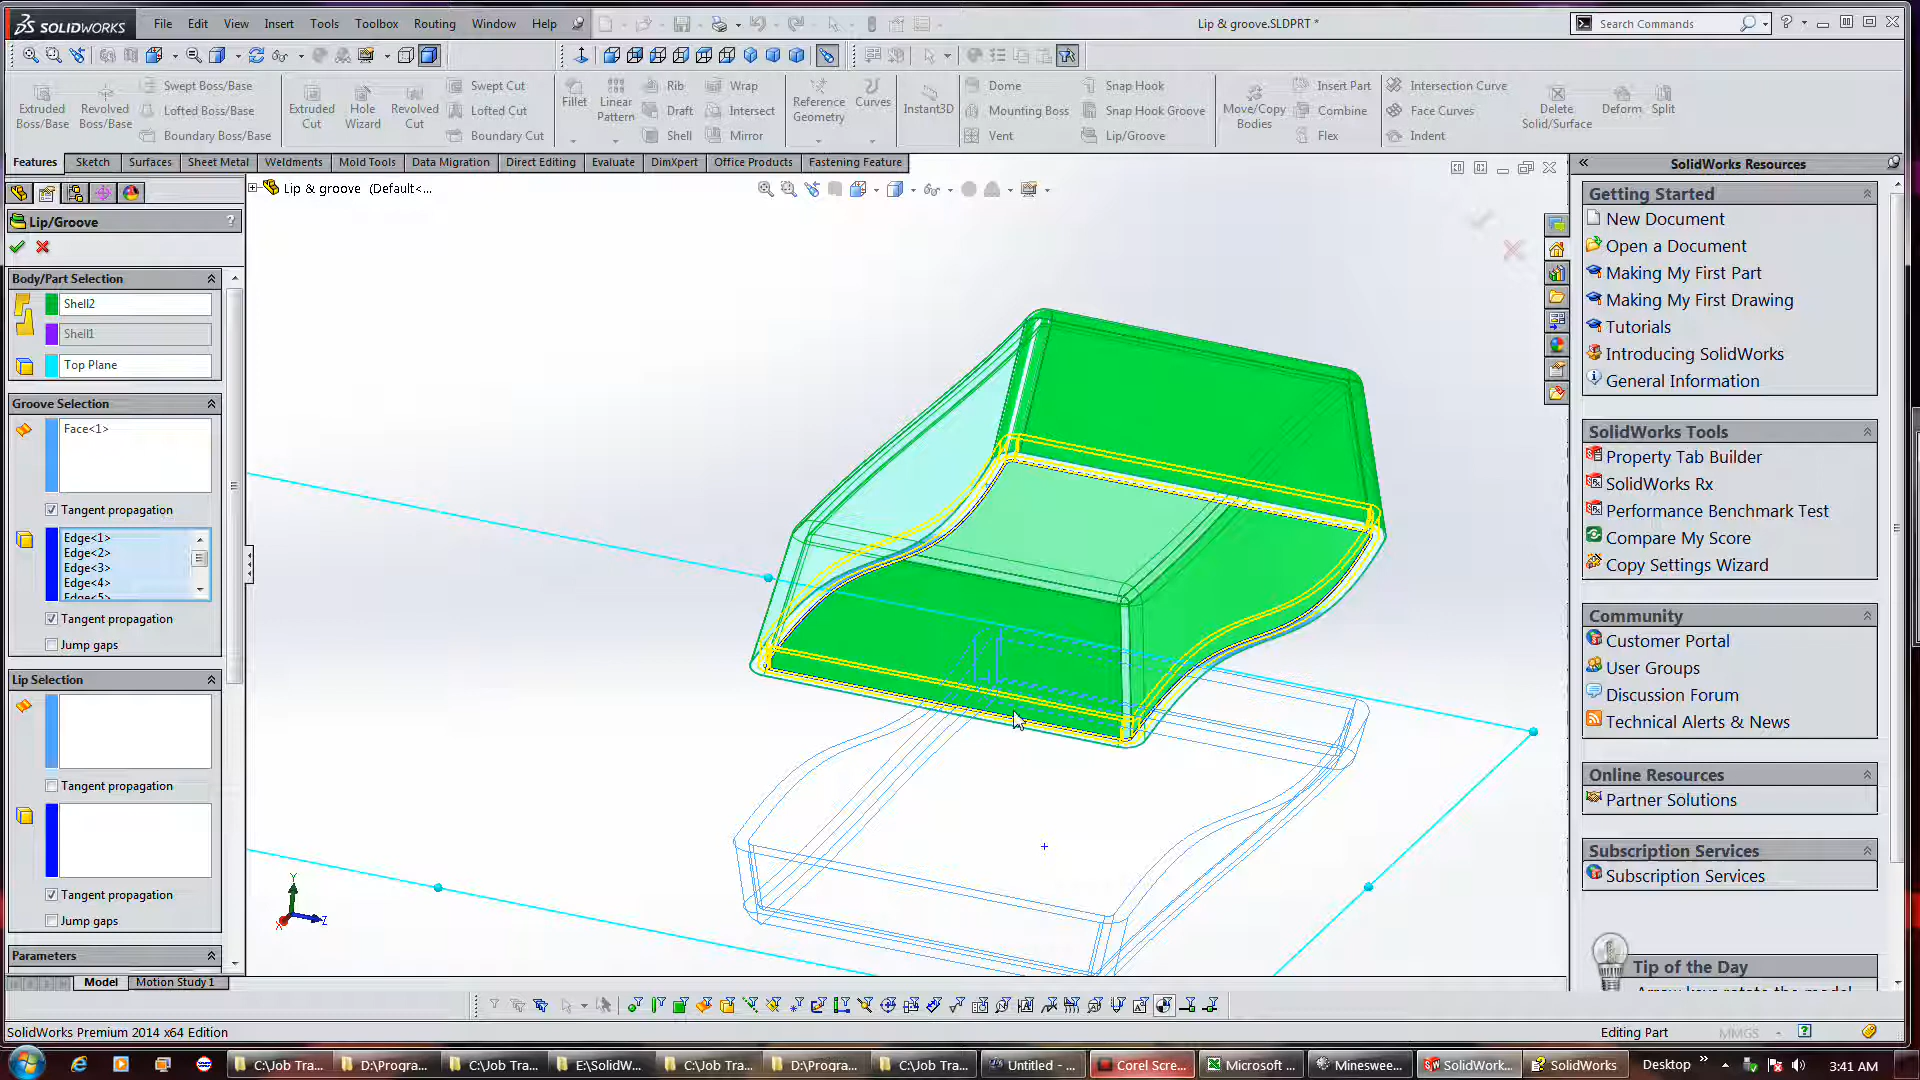 SOLIDWORKS File Edit View Insert Tools Toolbox Routing Window Help Lip & groove.SLDPRT * Search Commands
Extruded Boss/Base
Revolved Boss/Base
Swept Boss/Base
Lofted Boss/Base
Boundary Boss/Base
Extruded Cut
Hole Wizard
Revolved Cut
Swept Cut
Lofted Cut
Boundary Cut
Fillet
Linear Pattern
Rib
Draft
Shell
Wrap
Intersect
Mirror
Reference Geometry
Curves
Instant3D
Dome
Mounting Boss
Vent
Snap Hook
Snap Hook Groove
Lip/Groove
Move/Copy Bodies
Insert Part
Combine
Flex
Intersection Curve
Face Curves
Indent
Delete Solid/Surface
Deform
Split
Features Sketch Surfaces Sheet Metal Weldments Mold Tools Data Migration Direct Editing Evaluate DimXpert Office Products Fastening Feature
Lip & groove (Default<...
Lip/Groove ?
Body/Part Selection
Shell2
Shell1
Top Plane
Groove Selection
Face<1>
Tangent propagation
Edge<1>
Edge<2>
Edge<3>
Edge<4>
Edge<5>
Tangent propagation
Jump gaps
Lip Selection
Tangent propagation
Tangent propagation
Jump gaps
Parameters
Y
X
Z
Model Motion Study 1
SolidWorks Resources
Getting Started
New Document
Open a Document
Making My First Part
Making My First Drawing
Tutorials
Introducing SolidWorks
General Information
SolidWorks Tools
Property Tab Builder
SolidWorks Rx
Performance Benchmark Test
Compare My Score
Copy Settings Wizard
Community
Customer Portal
User Groups
Discussion Forum
Technical Alerts & News
Online Resources
Partner Solutions
Subscription Services
Subscription Services
Tip of the Day
Arrow keys rotate the model
SolidWorks Premium 2014 x64 Edition Editing Part MMGS
C:\Job Tra... D:\Progra... C:\Job Tra... E:\SolidW... C:\Job Tra... D:\Progra... C:\Job Tra... Untitled - ... Corel Scre... Microsoft ... Mineswee... SolidWork... SolidWorks Desktop 3:41 AM